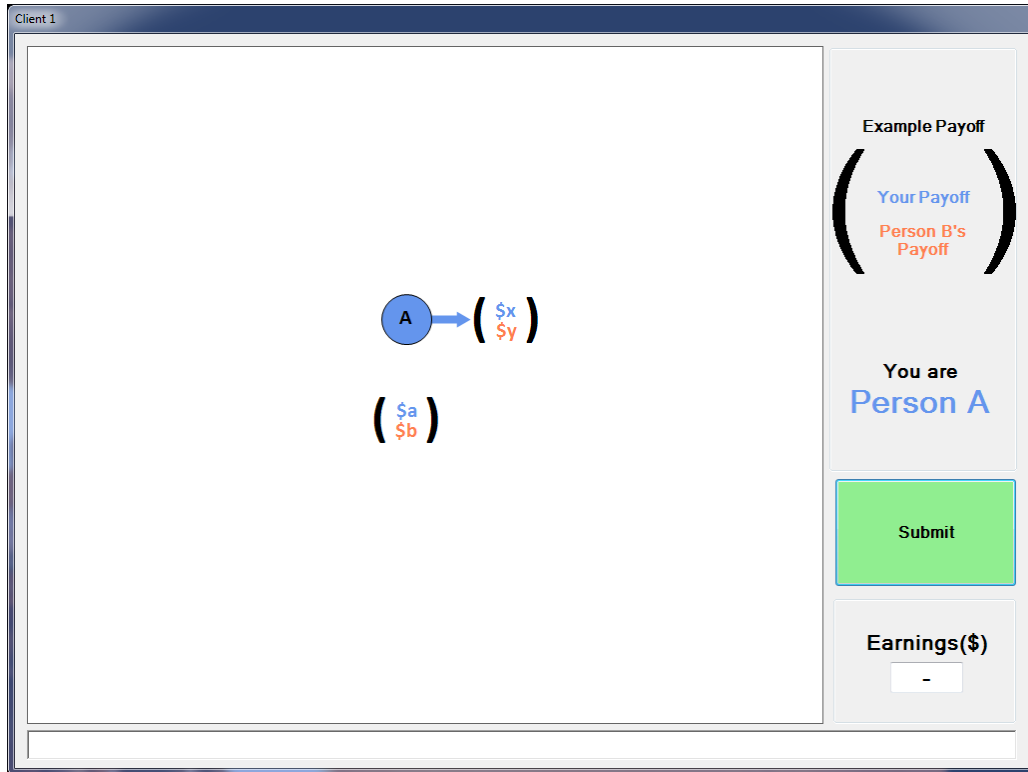 Client 1
Example Payoff
( Your Payoff
Person B's
Payoff )
A
( $x
$y )
( $a
$b )
You are
Person A
Submit
Earnings($)
-